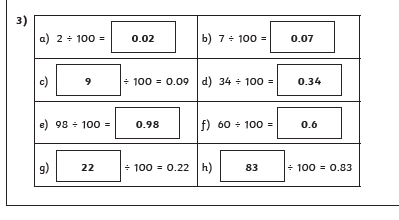 3)
a) 2 ÷ 100 = 0.02 b) 7 ÷ 100 = 0.07
c) 9 ÷ 100 = 0.09 d) 34 ÷ 100 = 0.34
e) 98 ÷ 100 = 0.98 f) 60 ÷ 100 = 0.6
g) 22 ÷ 100 = 0.22 h) 83 ÷ 100 = 0.83